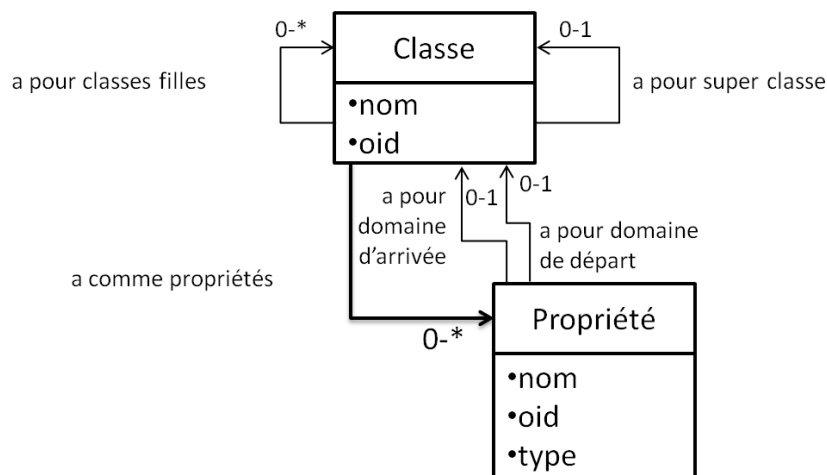 0-*
Classe
0-1
a pour classes filles
a pour super classe
•nom
•oid
a pour
domaine
d'arrivée
0-1
0-1
a pour domaine
de départ
a comme propriétés
0-*
Propriété
•nom
•oid
•type